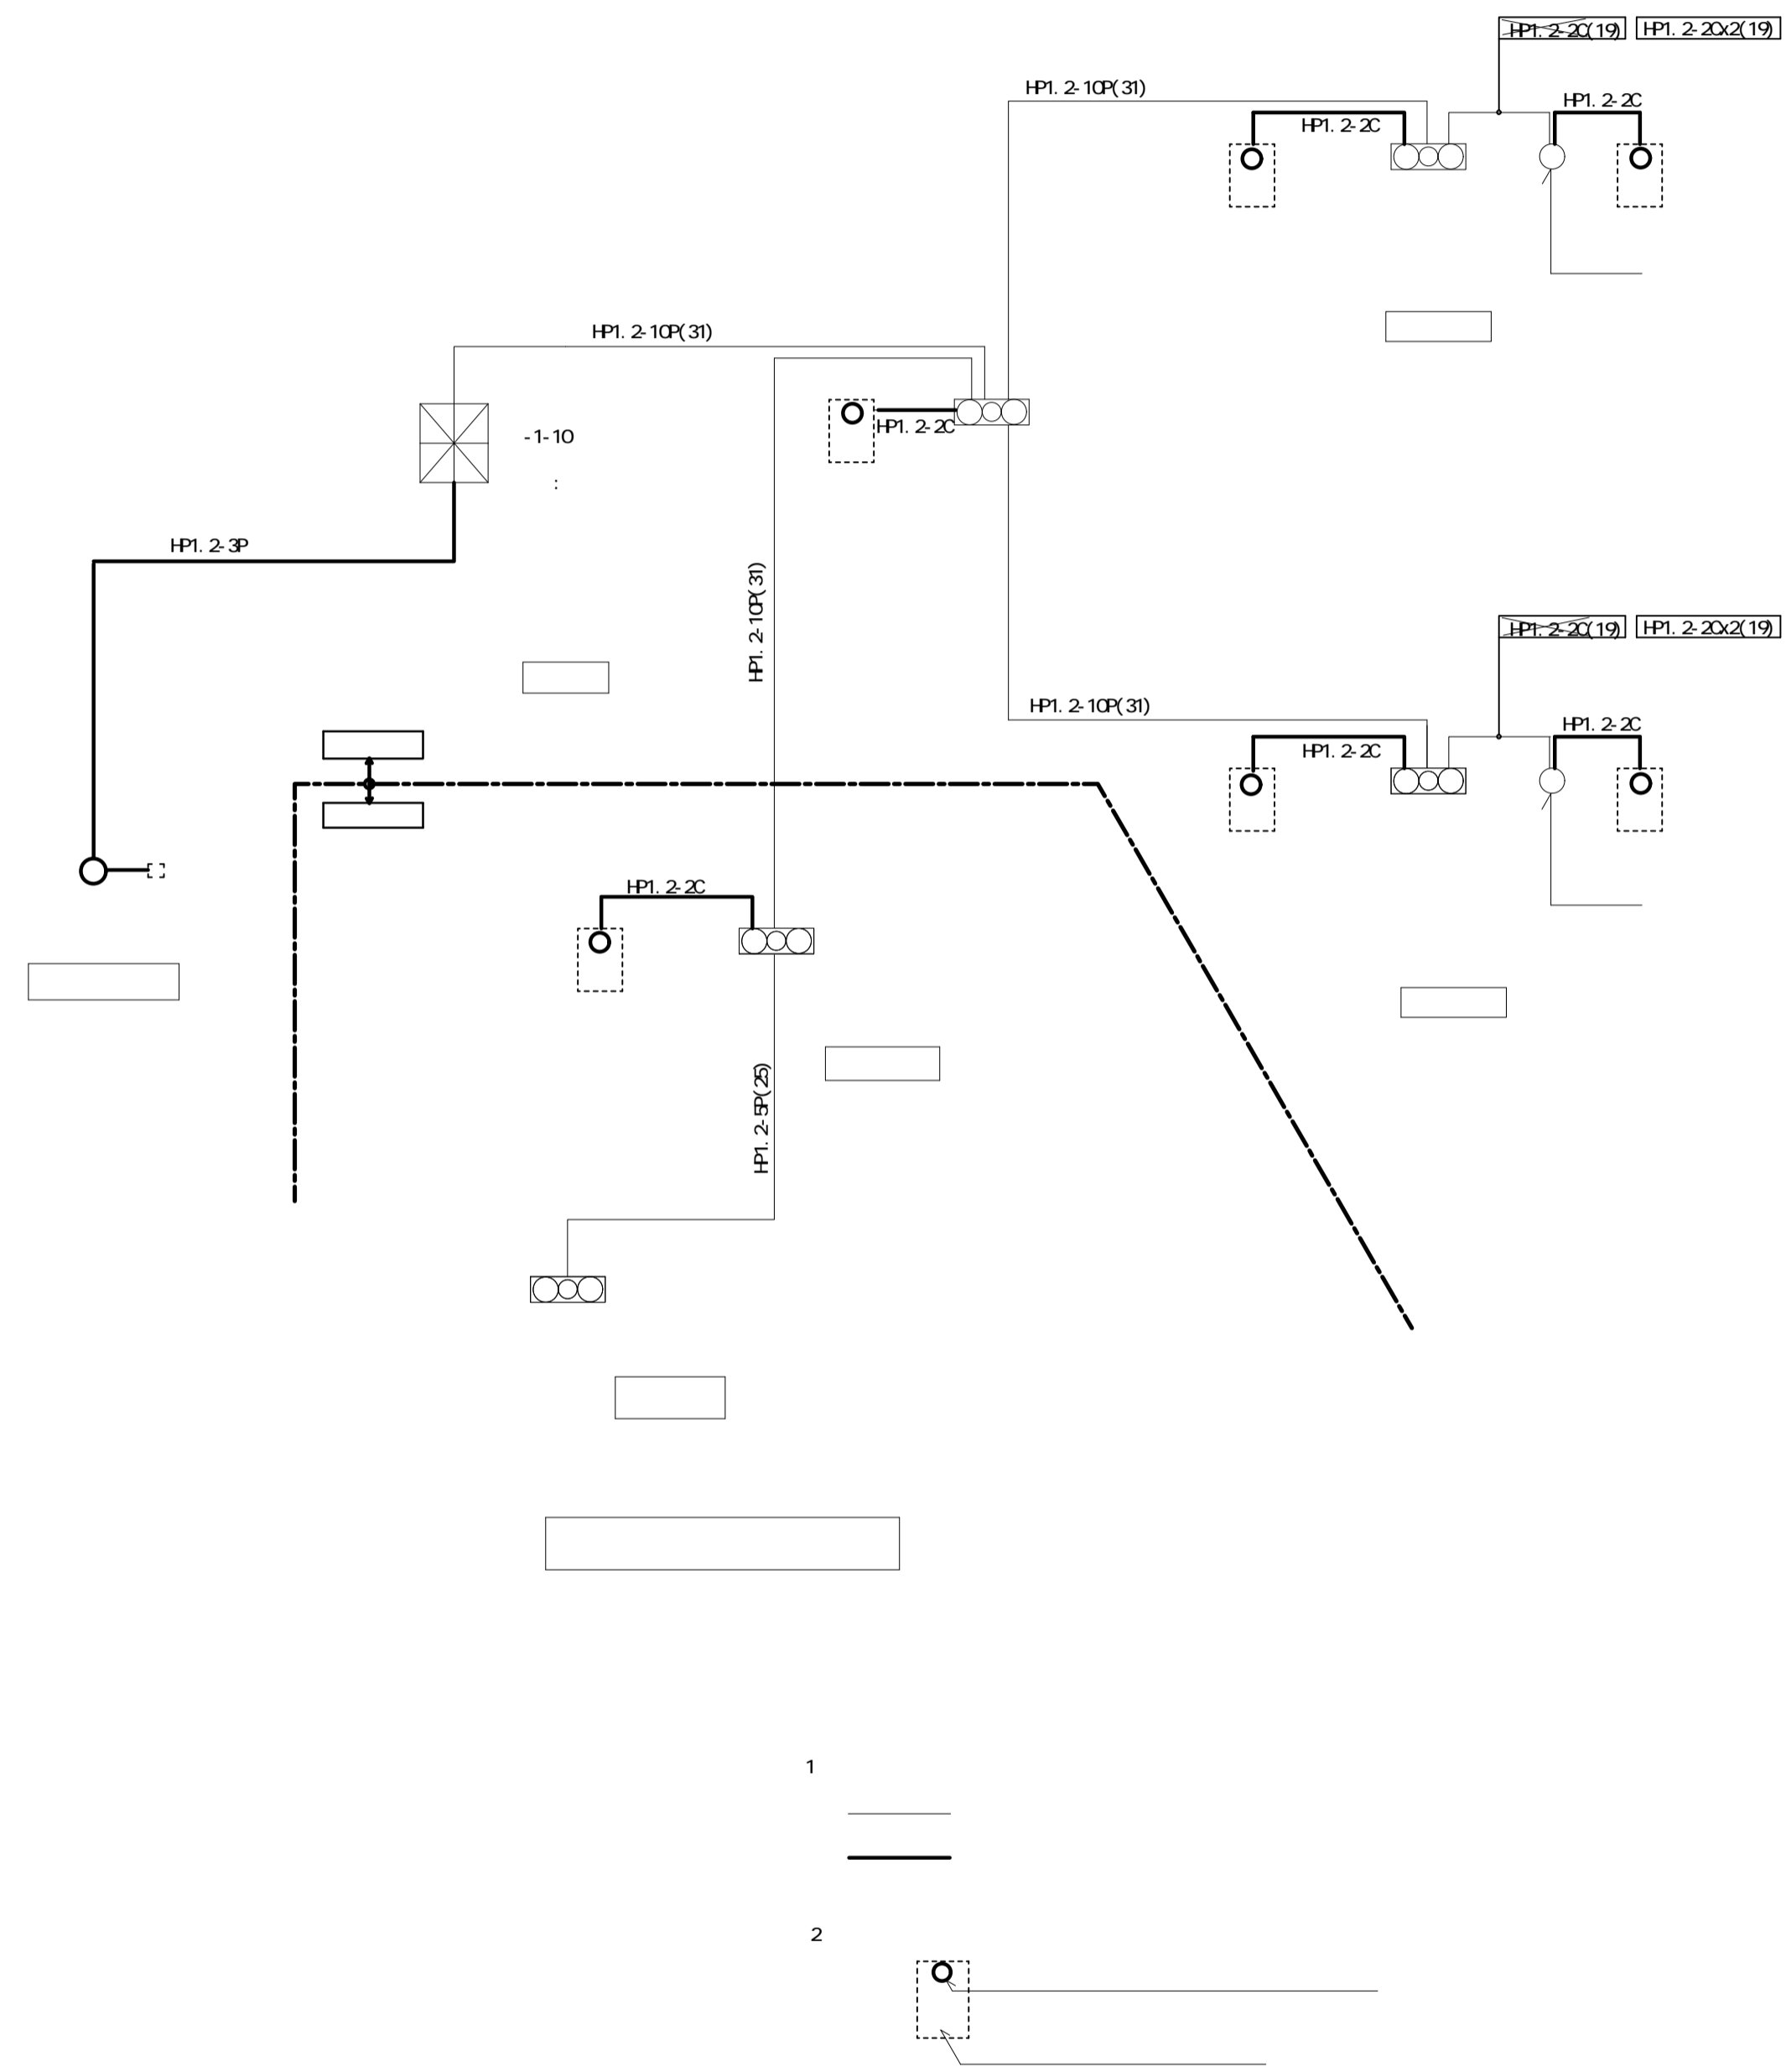 HP1. 2-2C(19) HP1. 2-2Cx2(19)
HP1. 2-10P(31)
HP1. 2-2C
HP1. 2-2C
HP1. 2-10P(31)
HP1. 2-2C
-1-10
:
HP1. 2-3P
HP1. 2-10P(31)
HP1. 2-2C(19) HP1. 2-2Cx2(19)
HP1. 2-10P(31)
HP1. 2-2C
HP1. 2-2C
HP1. 2-2C
HP1. 2-5P(25)
1
2